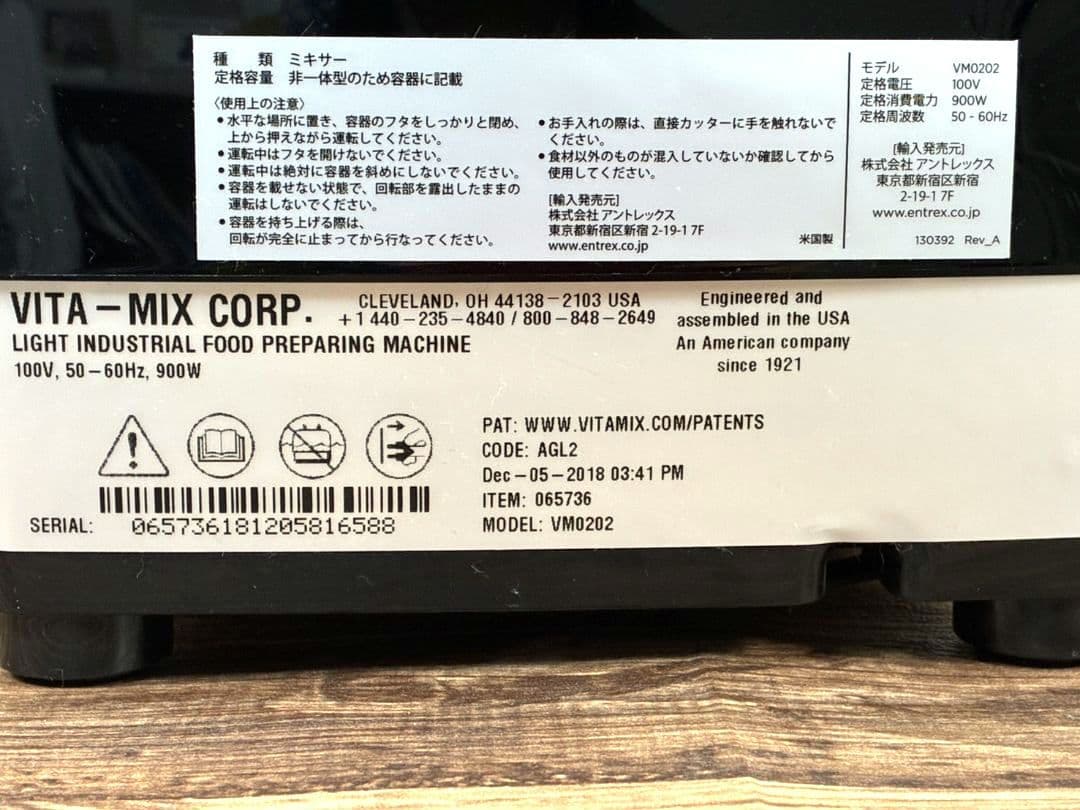 種　類　ミキサー
定格容量　非一体型のため容器に記載
〈使用上の注意〉
●水平な場所に置き、容器のフタをしっかりと閉め、
上から押えながら運転してください。
●運転中はフタを開けないでください。
●運転中は絶対に容器を斜めにしないでください。
●容器を載せない状態で、回転部を露出したままの
運転はしないでください。
●容器を持ち上げる際は、
回転が完全に止まってから行なってください。
●お手入れの際は、直接カッターに手を触れないで
ください。
●食材以外のものが混入していないか確認してから
使用してください。
[輸入発売元]
株式会社 アントレックス
東京都新宿区新宿 2-19-1 7F
www.entrex.co.jp
米国製
モデル VM0202
定格電圧 100V
定格消費電力 900W
定格周波数 50 - 60Hz
[輸入発売元]
株式会社 アントレックス
東京都新宿区新宿
2-19-1 7F
www.entrex.co.jp
130392 Rev_A
VITA-MIX CORP.
CLEVELAND, OH 44138-2103 USA
+1 440-235-4840 / 800-848-2649
LIGHT INDUSTRIAL FOOD PREPARING MACHINE
100V, 50-60Hz, 900W
Engineered and
assembled in the USA
An American company
since 1921
PAT: WWW.VITAMIX.COM/PATENTS
CODE: AGL2
Dec-05-2018 03:41 PM
ITEM: 065736
MODEL: VM0202
SERIAL: 065736181205816588